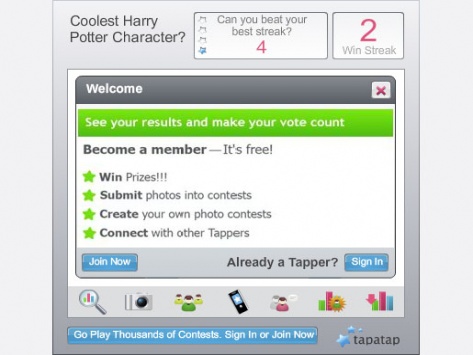 Coolest Harry
Potter Character?
Can you beat your
best streak?
4
2
Win Streak
Welcome
See your results and make your vote count
Become a member — It's free!
Win Prizes!!!
Submit photos into contests
Create your own photo contests
Connect with other Tappers
Join Now
Already a Tapper?
Sign In
Go Play Thousands of Contests. Sign In or Join Now
tapatap